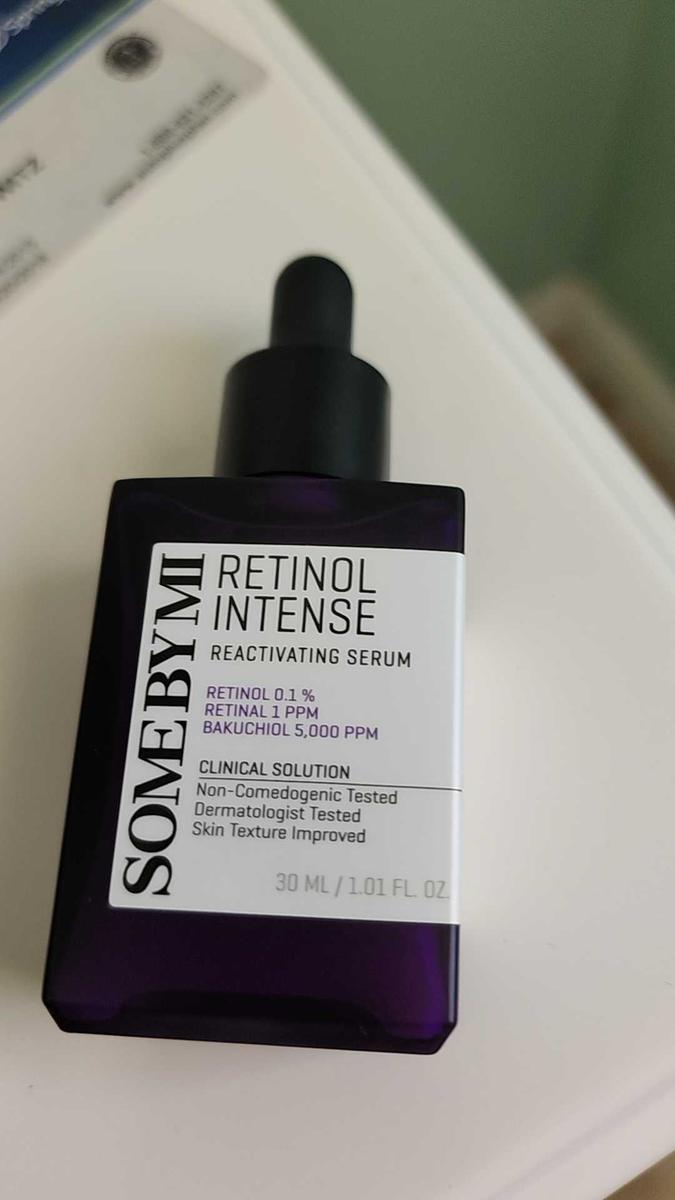 SOME BY MI
RETINOL
INTENSE
REACTIVATING SERUM
RETINOL 0.1 %
RETINAL 1 PPM
BAKUCHIOL 5,000 PPM
CLINICAL SOLUTION
Non-Comedogenic Tested
Dermatologist Tested
Skin Texture Improved
30 ML / 1.01 FL. OZ.